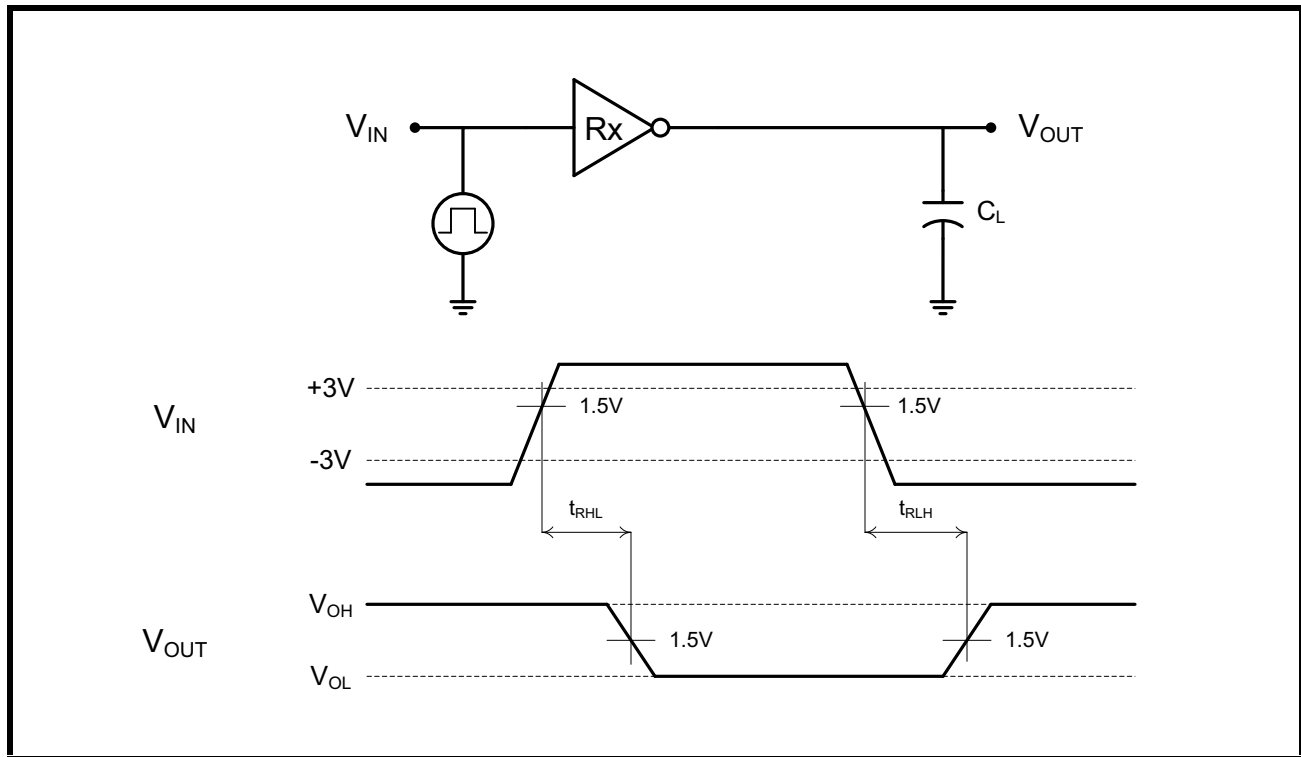 V_IN Rx V_OUT
C_L
+3V
1.5V 1.5V
V_IN
-3V
t_RHL t_RLH
V_OH
1.5V 1.5V
V_OUT
V_OL